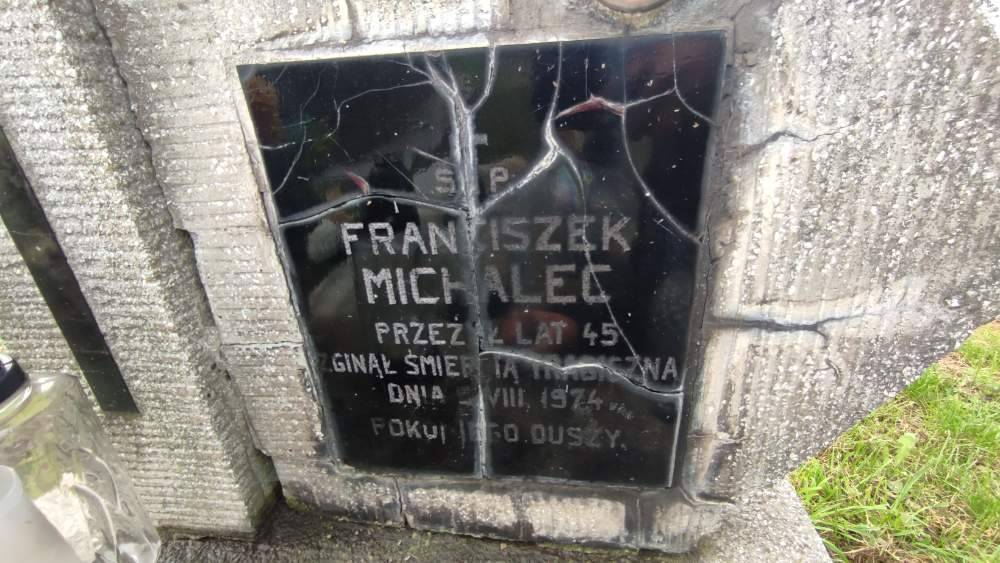 Ś P
FRANCISZEK
MICHALEC
PRZEŻYŁ LAT 45
ZGINĄŁ ŚMIERCIĄ TRAGICZNĄ
DNIA VIII 1974
POKÓJ JEGO DUSZY.